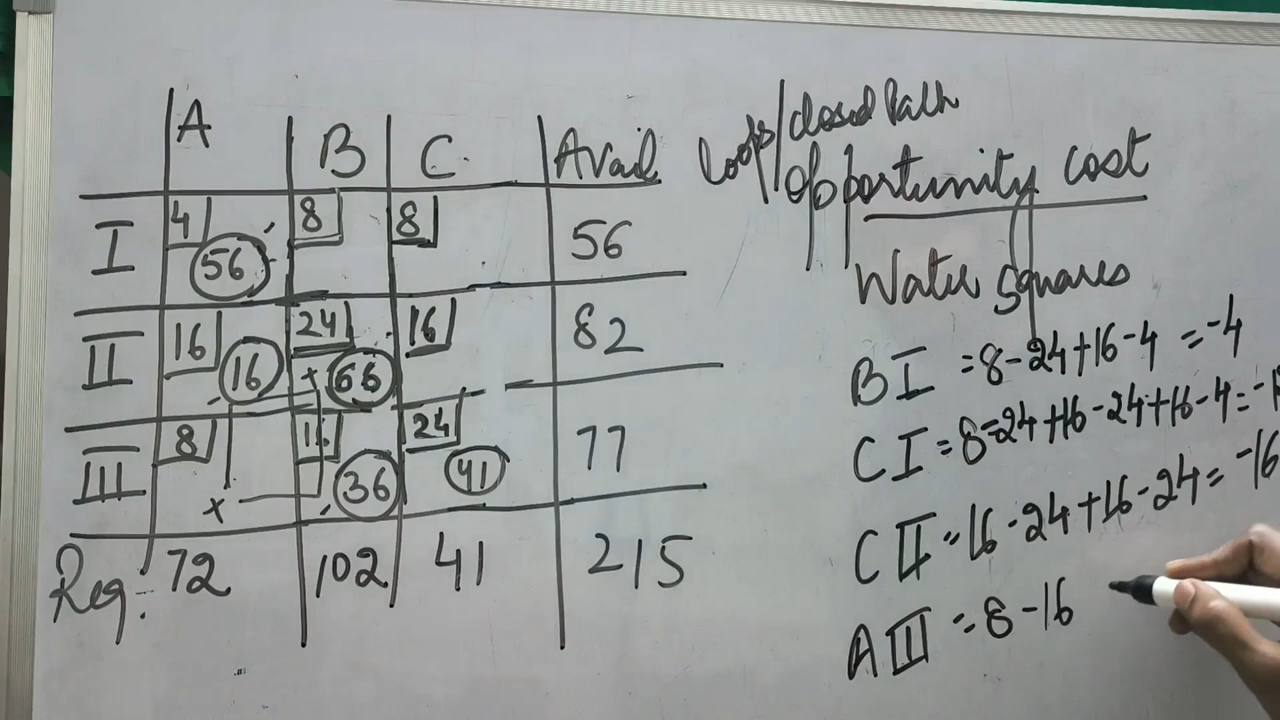 A B C Avail
I 4 56 8 8 56
II 16 16 24 66 16 82
III 8 36 24 41 77
Req: 72 102 41 215
loops/closed Path
opportunity cost
Water Squares
BI = 8-24+16-4 = -4
CI = 8-24+16-24+16-4 = -1
CII = 16-24+16-24 = -16
AIII = 8-16